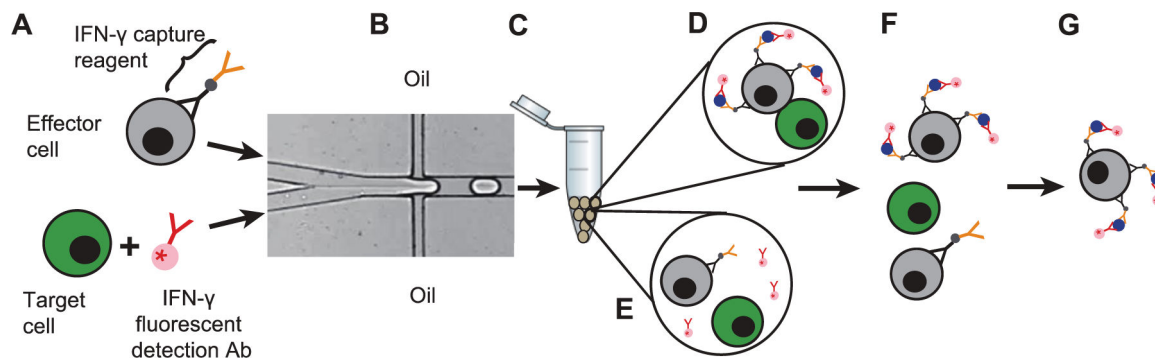 A
IFN-γ capture
reagent
Effector
cell
Target
cell
+
IFN-γ
fluorescent
detection Ab
B
Oil
Oil
C
D
E
F
G